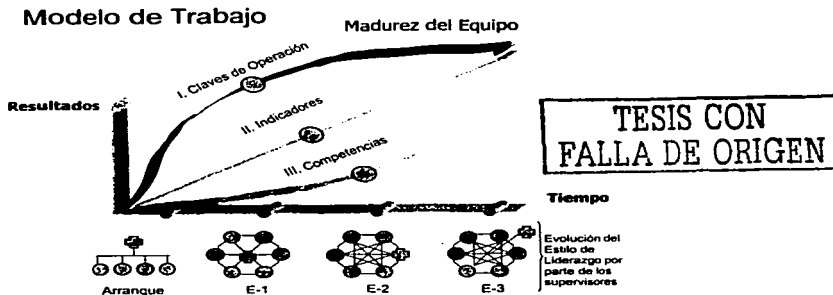 Modelo de Trabajo
Madurez del Equipo
I. Claves de Operación
Resultados
II. Indicadores
III. Competencias
TESIS CON
FALLA DE ORIGEN
Tiempo
Arranque
E-1
E-2
E-3
Evolución del
Estilo de
Liderazgo por
parte de los
supervisores